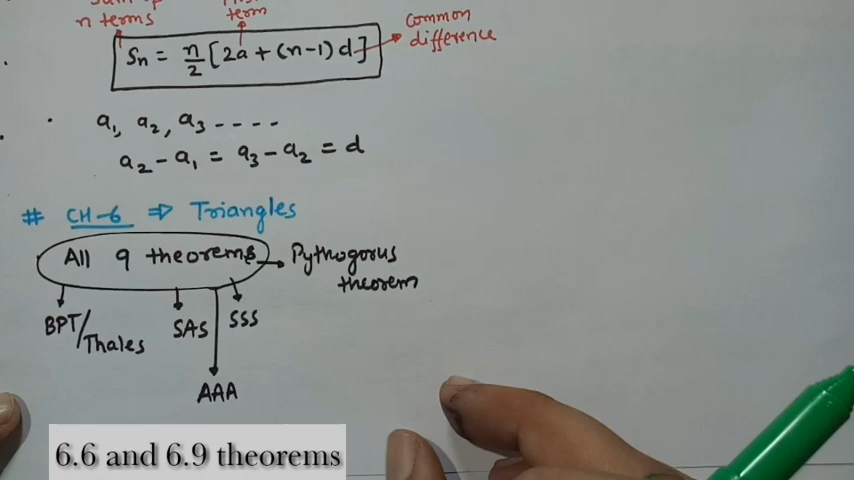 n terms
term
common
difference
Sn = n/2 [2a + (n-1) d]
a1, a2, a3 - - - -
a2 - a1 = a3 - a2 = d
# CH-6 ⇒ Triangles
All 9 theorems → Pythogorus
theorem
BPT/Thales
SAS
SSS
AAA
6.6 and 6.9 theorems